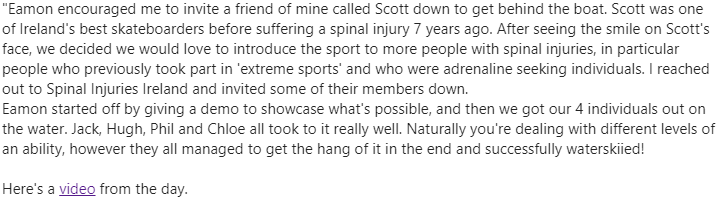 "Eamon encouraged me to invite a friend of mine called Scott down to get behind the boat. Scott was one
of Ireland's best skateboarders before suffering a spinal injury 7 years ago. After seeing the smile on Scott's
face, we decided we would love to introduce the sport to more people with spinal injuries, in particular
people who previously took part in 'extreme sports' and who were adrenaline seeking individuals. I reached
out to Spinal Injuries Ireland and invited some of their members down.
Eamon started off by giving a demo to showcase what's possible, and then we got our 4 individuals out on
the water. Jack, Hugh, Phil and Chloe all took to it really well. Naturally you're dealing with different levels of
an ability, however they all managed to get the hang of it in the end and successfully waterskiied!
Here's a video from the day.